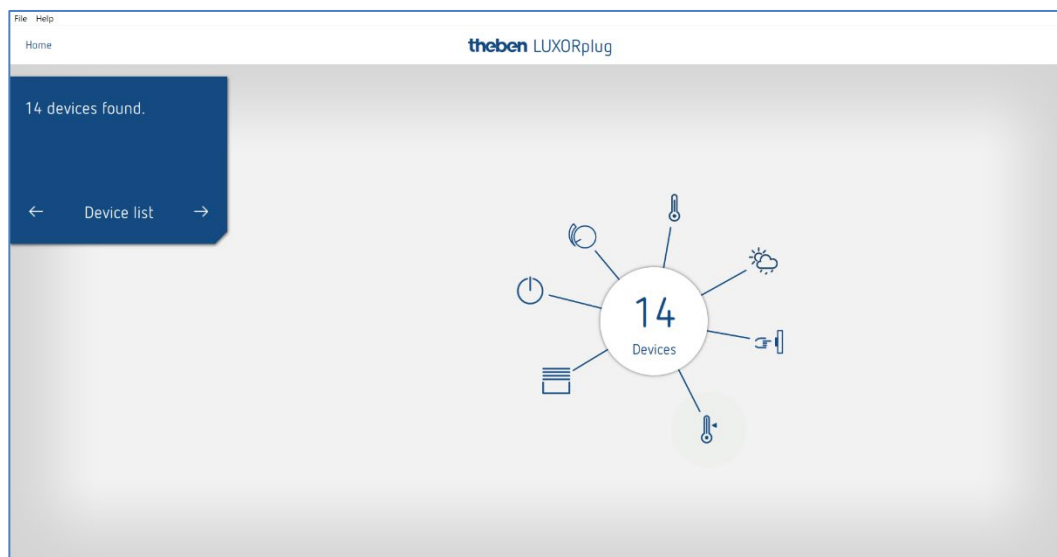 File Help
Home
theben LUXORplug
14 devices found.
← Device list →
14
Devices